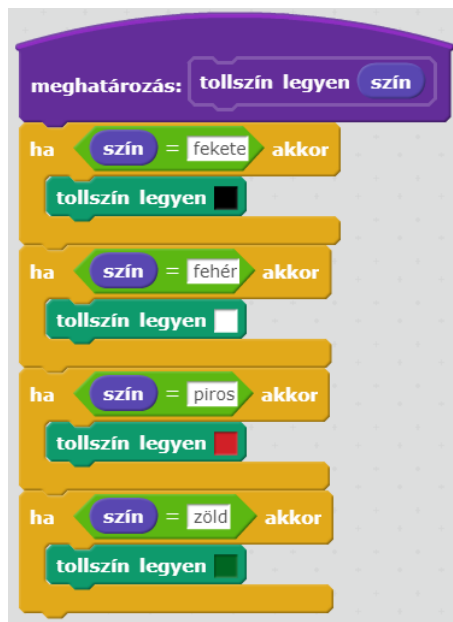 meghatározás: tollszín legyen szín
ha szín = fekete akkor
tollszín legyen
ha szín = fehér akkor
tollszín legyen
ha szín = piros akkor
tollszín legyen
ha szín = zöld akkor
tollszín legyen